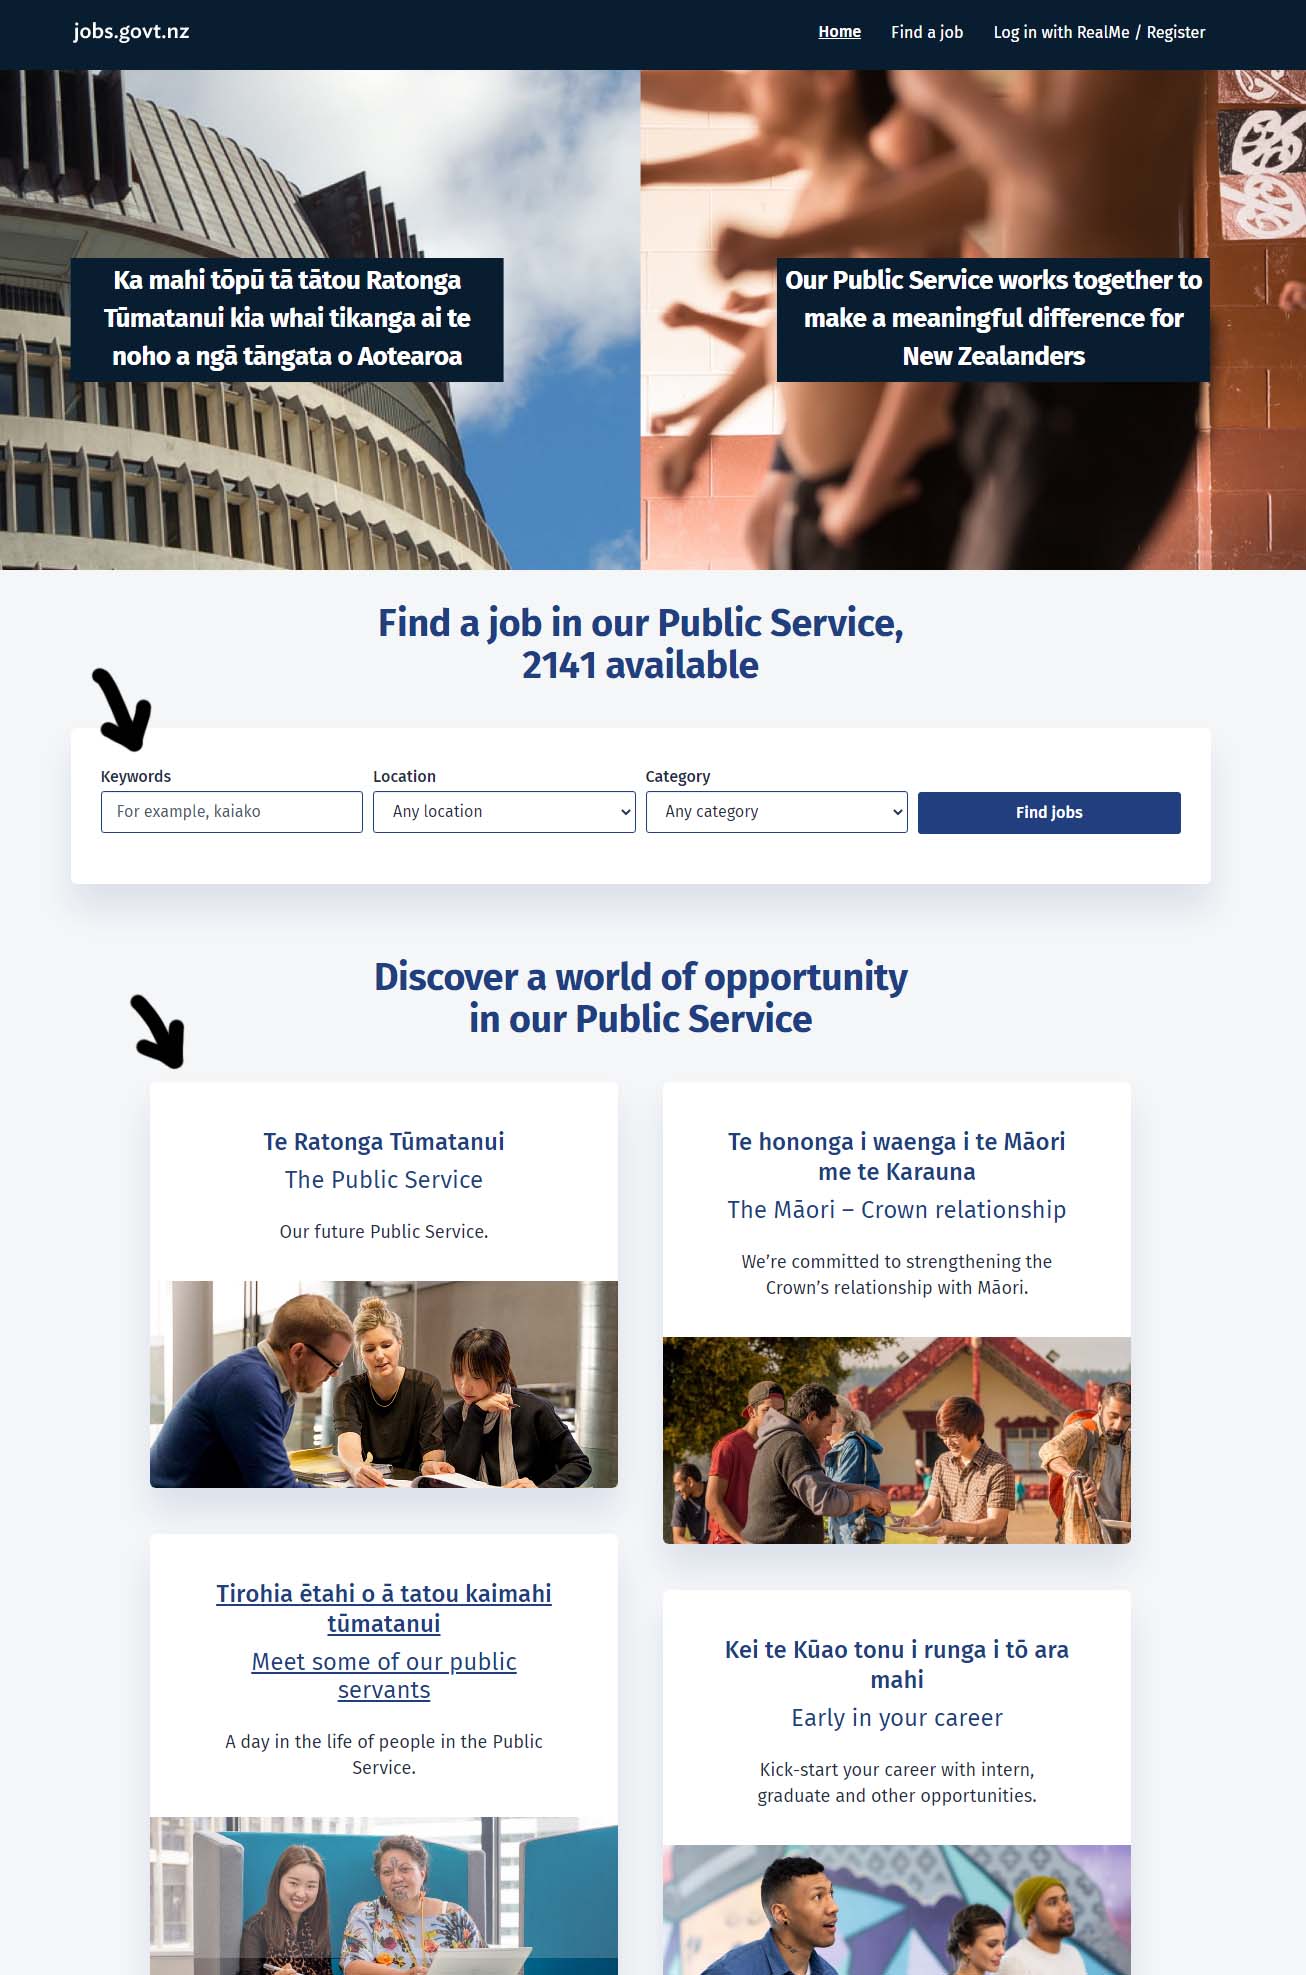 jobs.govt.nz
Home
Find a job
Log in with RealMe / Register
Ka mahi tōpū tā tātou Ratonga
Tūmatanui kia whai tikanga ai te
noho a ngā tāngata o Aotearoa
Our Public Service works together to
make a meaningful difference for
New Zealanders
Find a job in our Public Service,
2141 available
Keywords
For example, kaiako
Location
Any location
Category
Any category
Find jobs
Discover a world of opportunity
in our Public Service
Te Ratonga Tūmatanui
The Public Service
Our future Public Service.
Te hononga i waenga i te Māori
me te Karauna
The Māori – Crown relationship
We’re committed to strengthening the
Crown’s relationship with Māori.
Tirohia ētahi o ā tatou kaimahi
tūmatanui
Meet some of our public
servants
A day in the life of people in the Public
Service.
Kei te Kūao tonu i runga i tō ara
mahi
Early in your career
Kick-start your career with intern,
graduate and other opportunities.